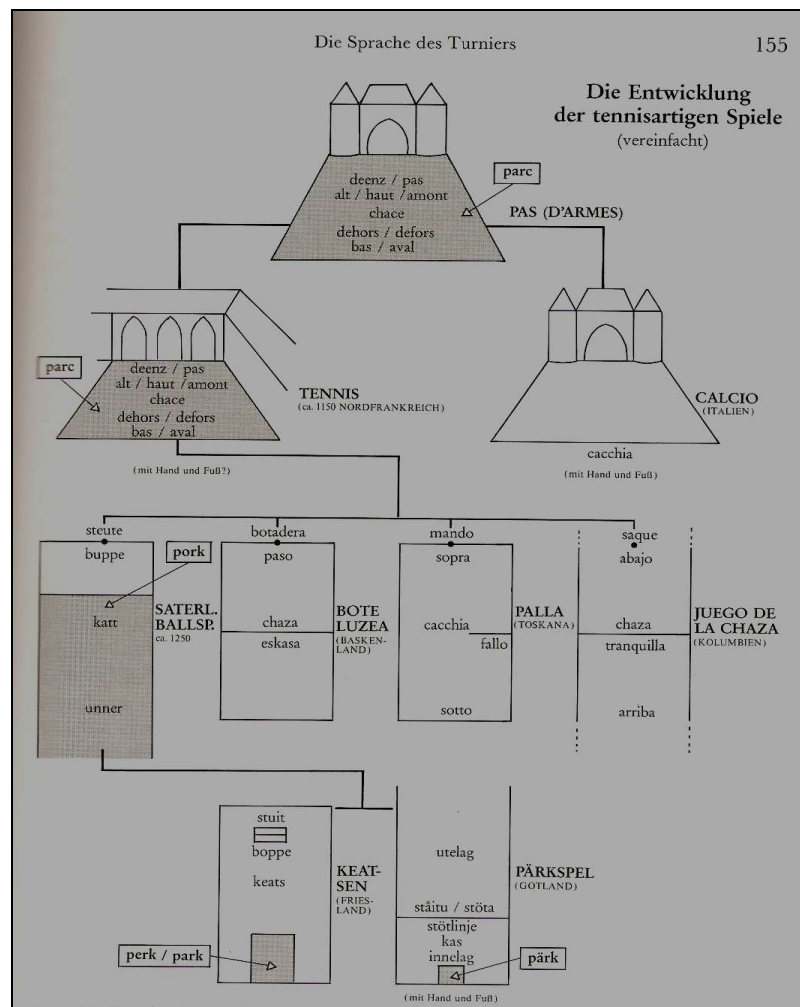 Die Sprache des Turniers
155
Die Entwicklung
der tennisartigen Spiele
(vereinfacht)
parc
deenz / pas
alt / haut / amont
chace
dehors / defors
bas / aval
PAS (D'ARMES)
parc
deenz / pas
alt / haut / amont
chace
dehors / defors
bas / aval
TENNIS
(ca. 1150 NORDFRANKREICH)
(mit Hand und Fuß?)
CALCIO
(ITALIEN)
cacchia
(mit Hand und Fuß)
steute
buppe
pork
katt
unner
SATERL.
BALLSP.
ca. 1250
botadera
paso
chaza
eskasa
BOTE
LUZEA
(BASKEN-
LAND)
mando
sopra
cacchia
fallo
sotto
PALLA
(TOSKANA)
saque
abajo
chaza
tranquilla
arriba
JUEGO DE
LA CHAZA
(KOLUMBIEN)
stuit
boppe
keats
perk / park
KEAT-
SEN
(FRIES-
LAND)
utelag
ståitu / stöta
stötlinje
kas
innelag
pärk
PÄRKSPEL
(GOTLAND)
(mit Hand und Fuß)